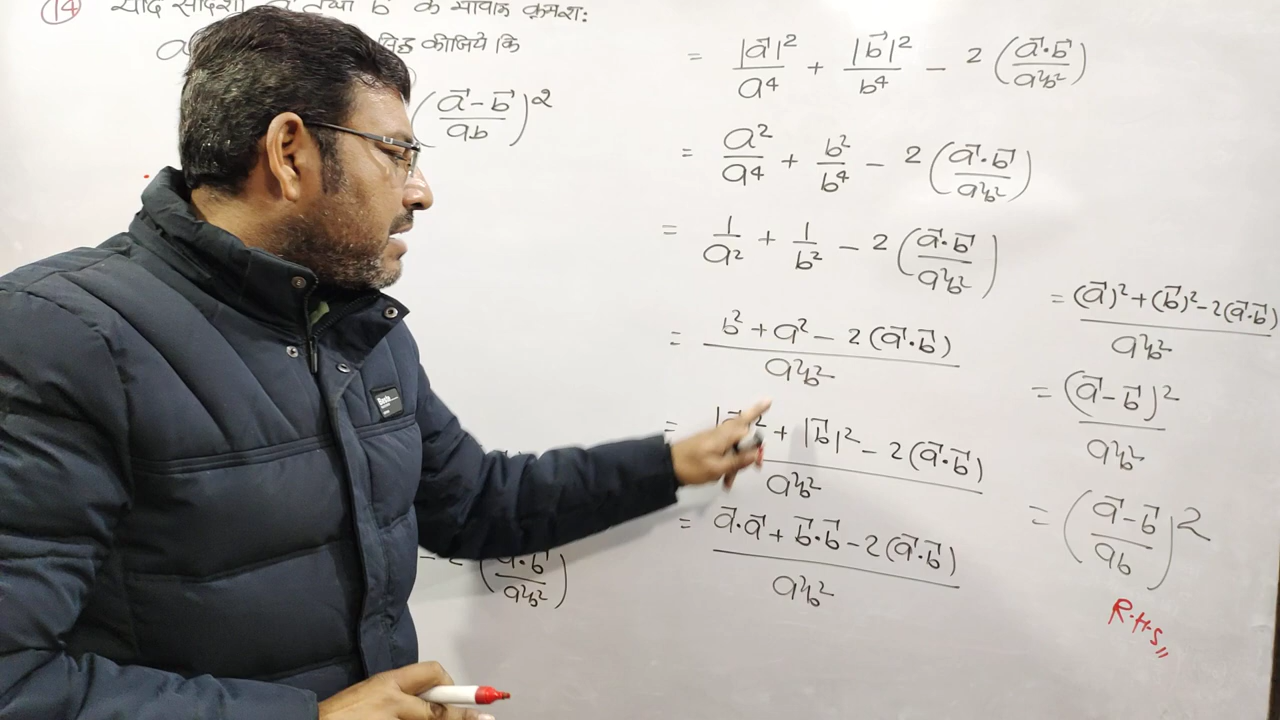 (14) यदि सदिशों तथा b⃗ के मापांक क्रमशः
a सिद्ध कीजिये कि
((a⃗ - b⃗)/ab)²
- 2 ((a⃗·b⃗)/a²b²)
= |a⃗|²/a⁴ + |b⃗|²/b⁴ - 2 ((a⃗·b⃗)/a²b²)
= a²/a⁴ + b²/b⁴ - 2 ((a⃗·b⃗)/a²b²)
= 1/a² + 1/b² - 2 ((a⃗·b⃗)/a²b²)
= (b² + a² - 2(a⃗·b⃗))/a²b²
= (|a⃗|² + |b⃗|² - 2(a⃗·b⃗))/a²b²
= (a⃗·a⃗ + b⃗·b⃗ - 2(a⃗·b⃗))/a²b²
= ((a⃗)² + (b⃗)² - 2(a⃗·b⃗))/a²b²
= (a⃗ - b⃗)²/a²b²
= ((a⃗ - b⃗)/ab)²
R.H.S